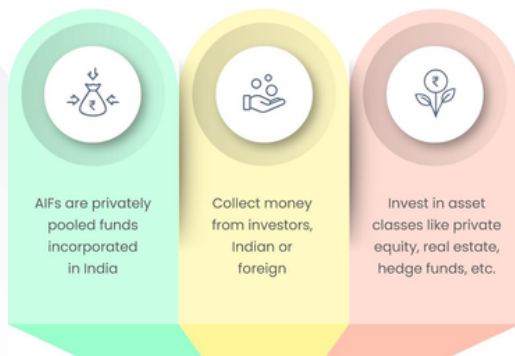 ₹
₹
AIFs are privately
pooled funds
incorporated
in India
Collect money
from investors,
Indian or
foreign
Invest in asset
classes like private
equity, real estate,
hedge funds, etc.